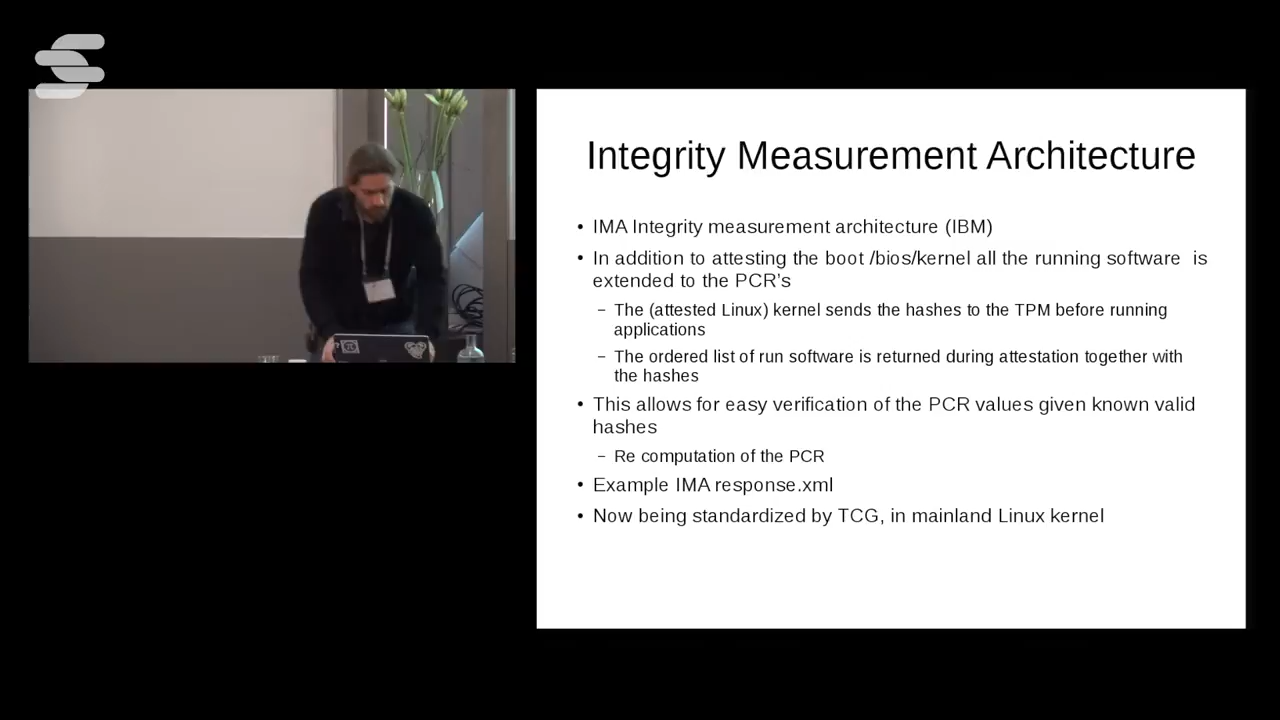 Integrity Measurement Architecture
• IMA Integrity measurement architecture (IBM)
• In addition to attesting the boot /bios/kernel all the running software is
extended to the PCR's
– The (attested Linux) kernel sends the hashes to the TPM before running
applications
– The ordered list of run software is returned during attestation together with
the hashes
• This allows for easy verification of the PCR values given known valid
hashes
– Re computation of the PCR
• Example IMA response.xml
• Now being standardized by TCG, in mainland Linux kernel